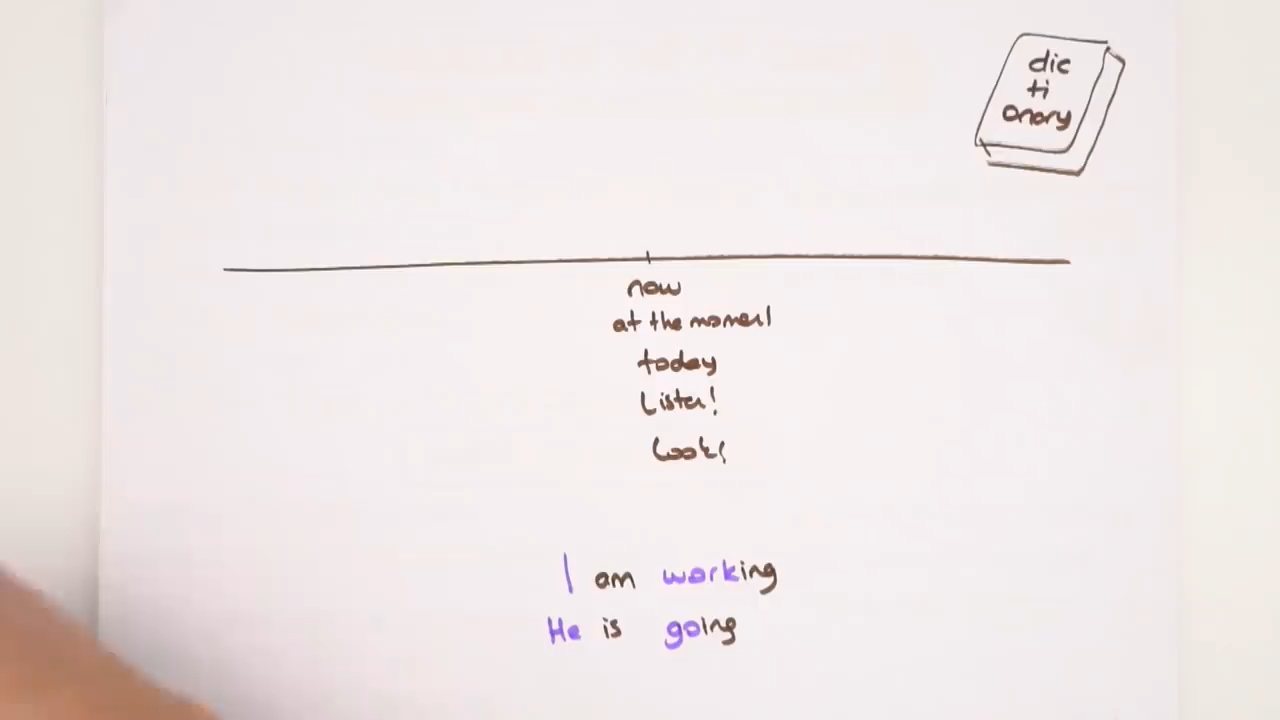 dic
ti
onary
now
at the moment
today
Listen!
Look!
I am working
He is going